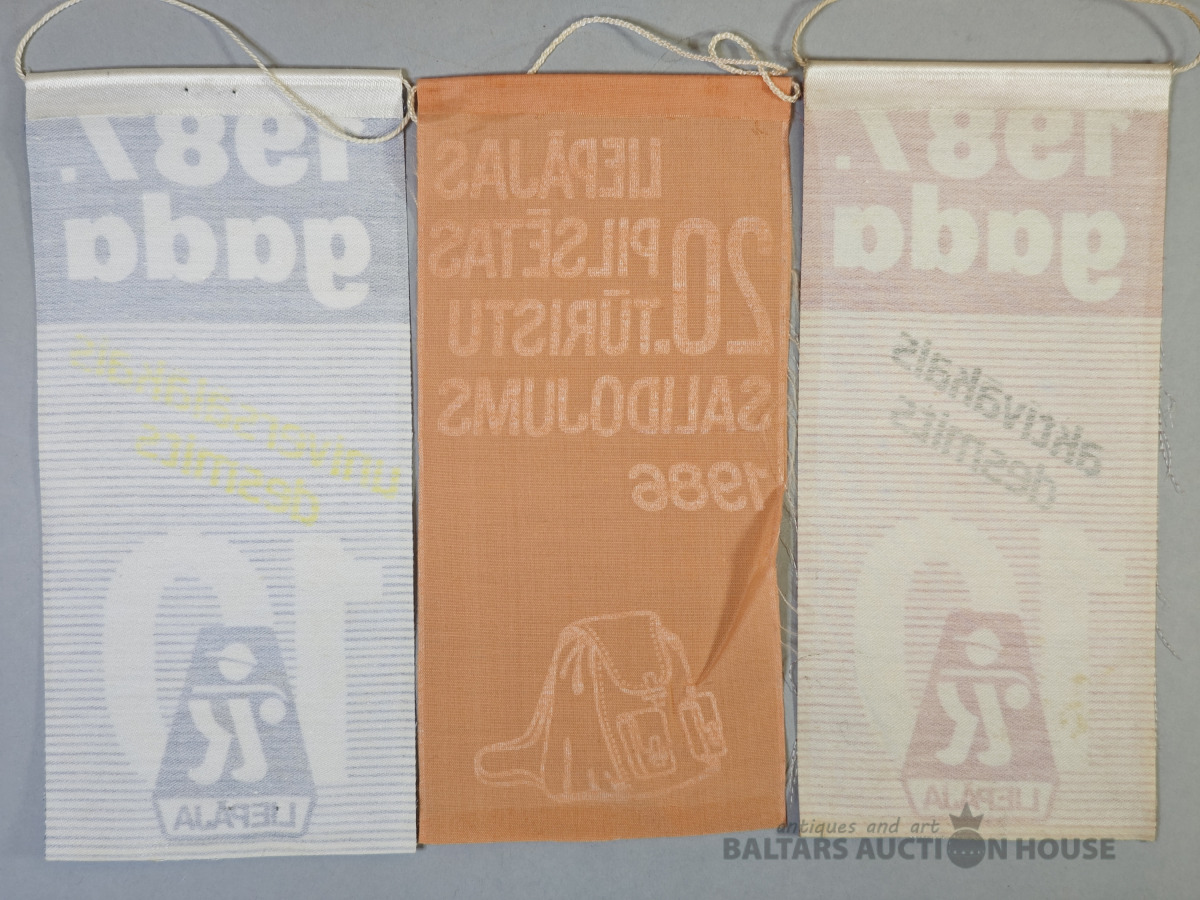 1987.
gada
universālākais
desmits
10
LIEPĀJA
LIEPĀJAS
PILSĒTAS
20. TŪRISTU
SALIDOJUMS
1986
1987.
gada
aktīvākais
desmits
10
LIEPĀJA
antiques and art
BALTARS AUCTION HOUSE